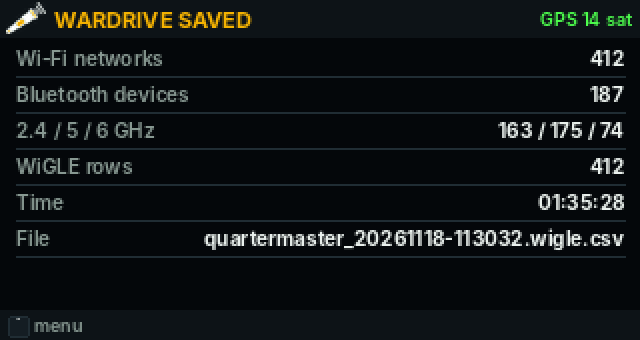 WARDRIVE SAVED GPS 14 sat
Wi-Fi networks 412
Bluetooth devices 187
2.4 / 5 / 6 GHz 163 / 175 / 74
WiGLE rows 412
Time 01:35:28
File quartermaster_20261118-113032.wigle.csv
menu